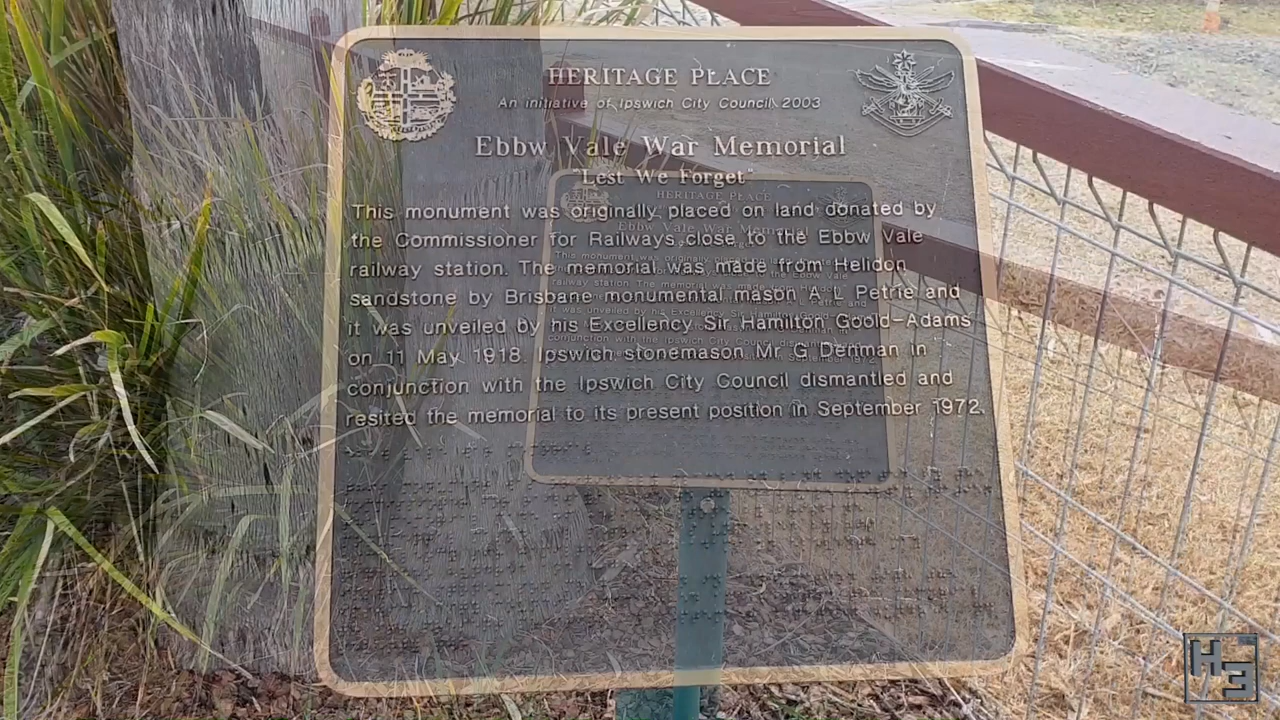 HERITAGE PLACE
An initiative of Ipswich City Council 2003
Ebbw Vale War Memorial
"Lest We Forget"
This monument was originally placed on land donated by
the Commissioner for Railways close to the Ebbw Vale
railway station. The memorial was made from Helidon
sandstone by Brisbane monumental mason A L Petrie and
it was unveiled by his Excellency Sir Hamilton Goold-Adams
on 11 May 1918. Ipswich stonemason Mr G Denman in
conjunction with the Ipswich City Council dismantled and
resited the memorial to its present position in September 1972.
H3